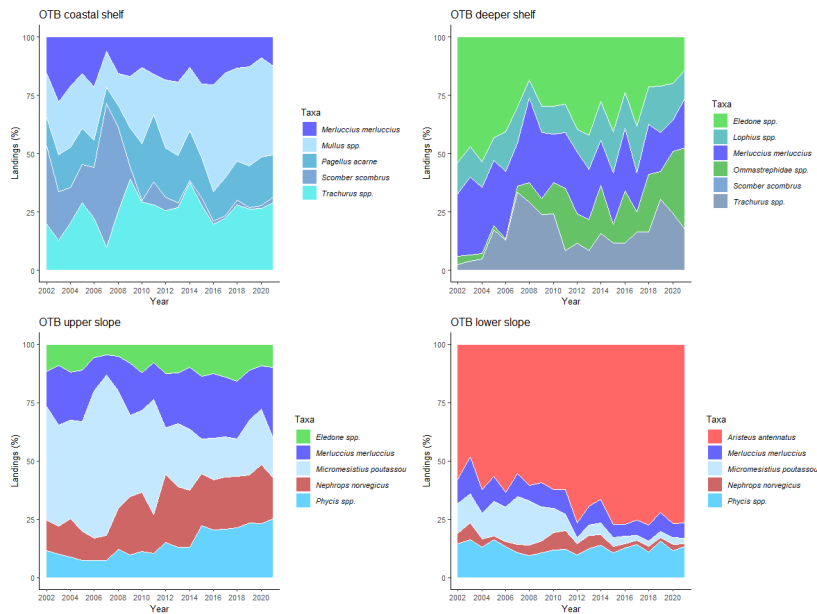 OTB coastal shelf
Landings (%)
100
75
50
25
0
2002 2004 2006 2008 2010 2012 2014 2016 2018 2020
Year
Taxa
Merluccius merluccius
Mullus spp.
Pagellus acarne
Scomber scombrus
Trachurus spp.
OTB deeper shelf
Landings (%)
100
75
50
25
0
2002 2004 2006 2008 2010 2012 2014 2016 2018 2020
Year
Taxa
Eledone spp.
Lophius spp.
Merluccius merluccius
Ommastrephidae spp.
Scomber scombrus
Trachurus spp.
OTB upper slope
Landings (%)
100
75
50
25
0
2002 2004 2006 2008 2010 2012 2014 2016 2018 2020
Year
Taxa
Eledone spp.
Merluccius merluccius
Micromesistius poutassou
Nephrops norvegicus
Phycis spp.
OTB lower slope
Landings (%)
100
75
50
25
0
2002 2004 2006 2008 2010 2012 2014 2016 2018 2020
Year
Taxa
Aristeus antennatus
Merluccius merluccius
Micromesistius poutassou
Nephrops norvegicus
Phycis spp.